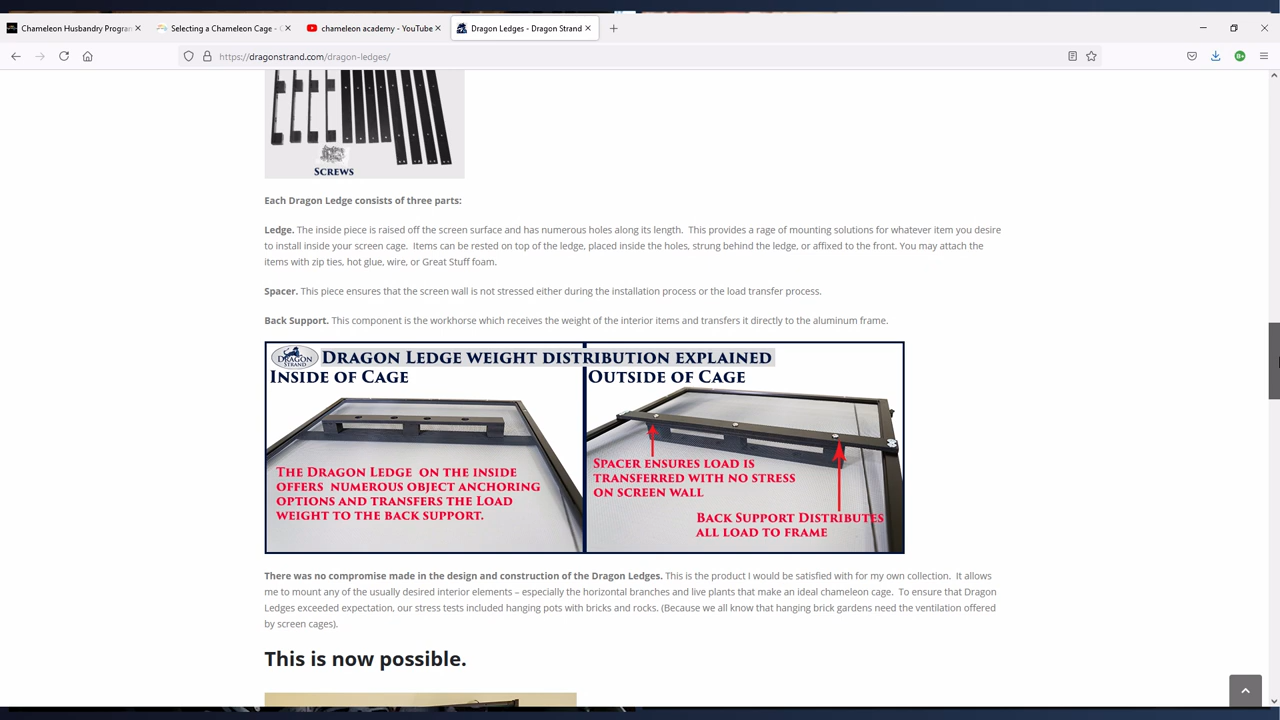 Chameleon Husbandry Program
Selecting a Chameleon Cage - C
chameleon academy - YouTube
Dragon Ledges - Dragon Strand
https://dragonstrand.com/dragon-ledges/
Screws
Each Dragon Ledge consists of three parts:
Ledge. The inside piece is raised off the screen surface and has numerous holes along its length. This provides a rage of mounting solutions for whatever item you desire
to install inside your screen cage. Items can be rested on top of the ledge, placed inside the holes, strung behind the ledge, or affixed to the front. You may attach the
items with zip ties, hot glue, wire, or Great Stuff foam.
Spacer. This piece ensures that the screen wall is not stressed either during the installation process or the load transfer process.
Back Support. This component is the workhorse which receives the weight of the interior items and transfers it directly to the aluminum frame.
Dragon Strand
Dragon Ledge weight distribution explained
Inside of Cage
Outside of Cage
The Dragon Ledge on the inside
offers numerous object anchoring
options and transfers the Load
weight to the back support.
Spacer ensures load is
transferred with no stress
on screen wall
Back Support Distributes
all load to frame
There was no compromise made in the design and construction of the Dragon Ledges. This is the product I would be satisfied with for my own collection. It allows
me to mount any of the usually desired interior elements – especially the horizontal branches and live plants that make an ideal chameleon cage. To ensure that Dragon
Ledges exceeded expectation, our stress tests included hanging pots with bricks and rocks. (Because we all know that hanging brick gardens need the ventilation offered
by screen cages).
This is now possible.